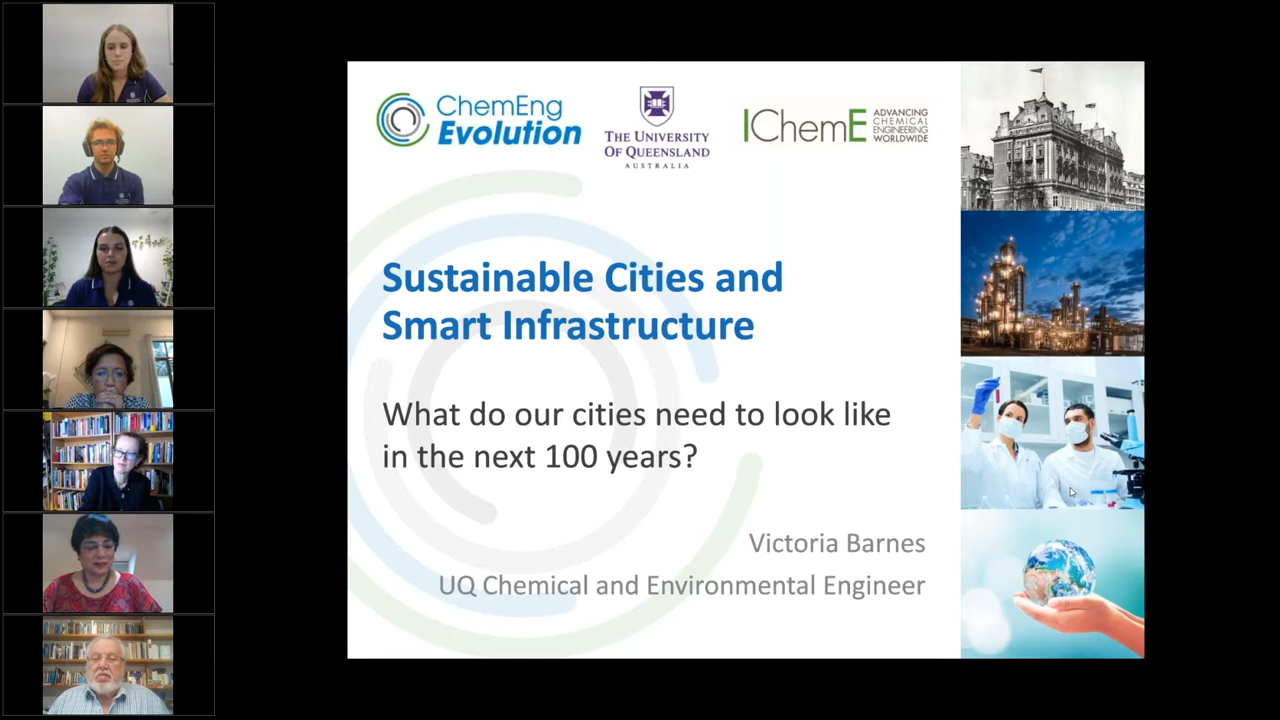 ChemEng
Evolution
THE UNIVERSITY
OF QUEENSLAND
AUSTRALIA
IChemE
ADVANCING
CHEMICAL
ENGINEERING
WORLDWIDE
Sustainable Cities and
Smart Infrastructure
What do our cities need to look like
in the next 100 years?
Victoria Barnes
UQ Chemical and Environmental Engineer